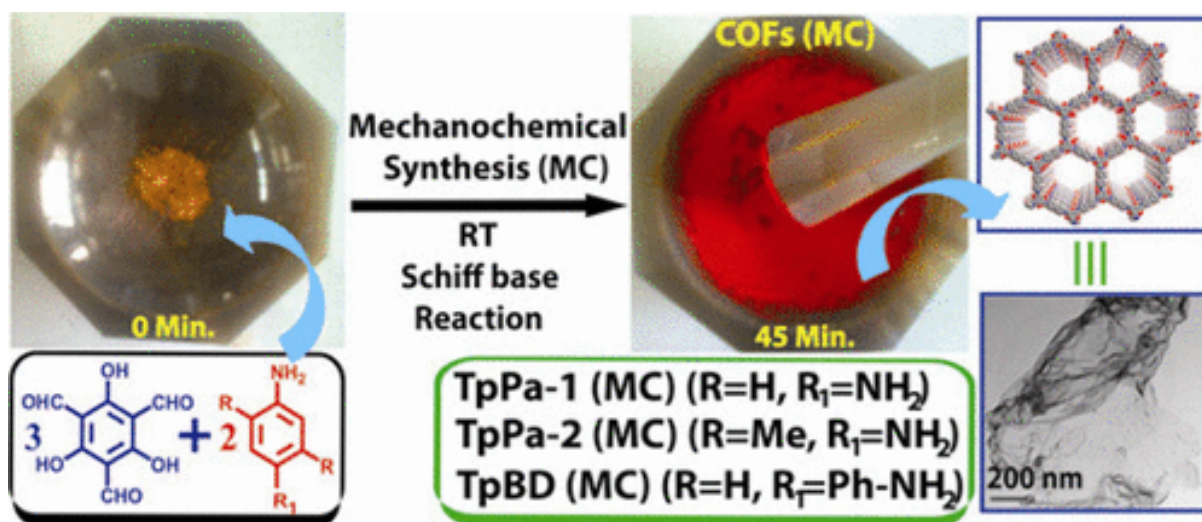 0 Min.
Mechanochemical
Synthesis (MC)
RT
Schiff base
Reaction
COFs (MC)
45 Min.
OH
OHC
CHO
3
HO
OH
CHO
+
2
NH₂
R
R
R₁
TpPa-1 (MC) (R=H, R₁=NH₂)
TpPa-2 (MC) (R=Me, R₁=NH₂)
TpBD (MC) (R=H, R₁=Ph-NH₂)
200 nm